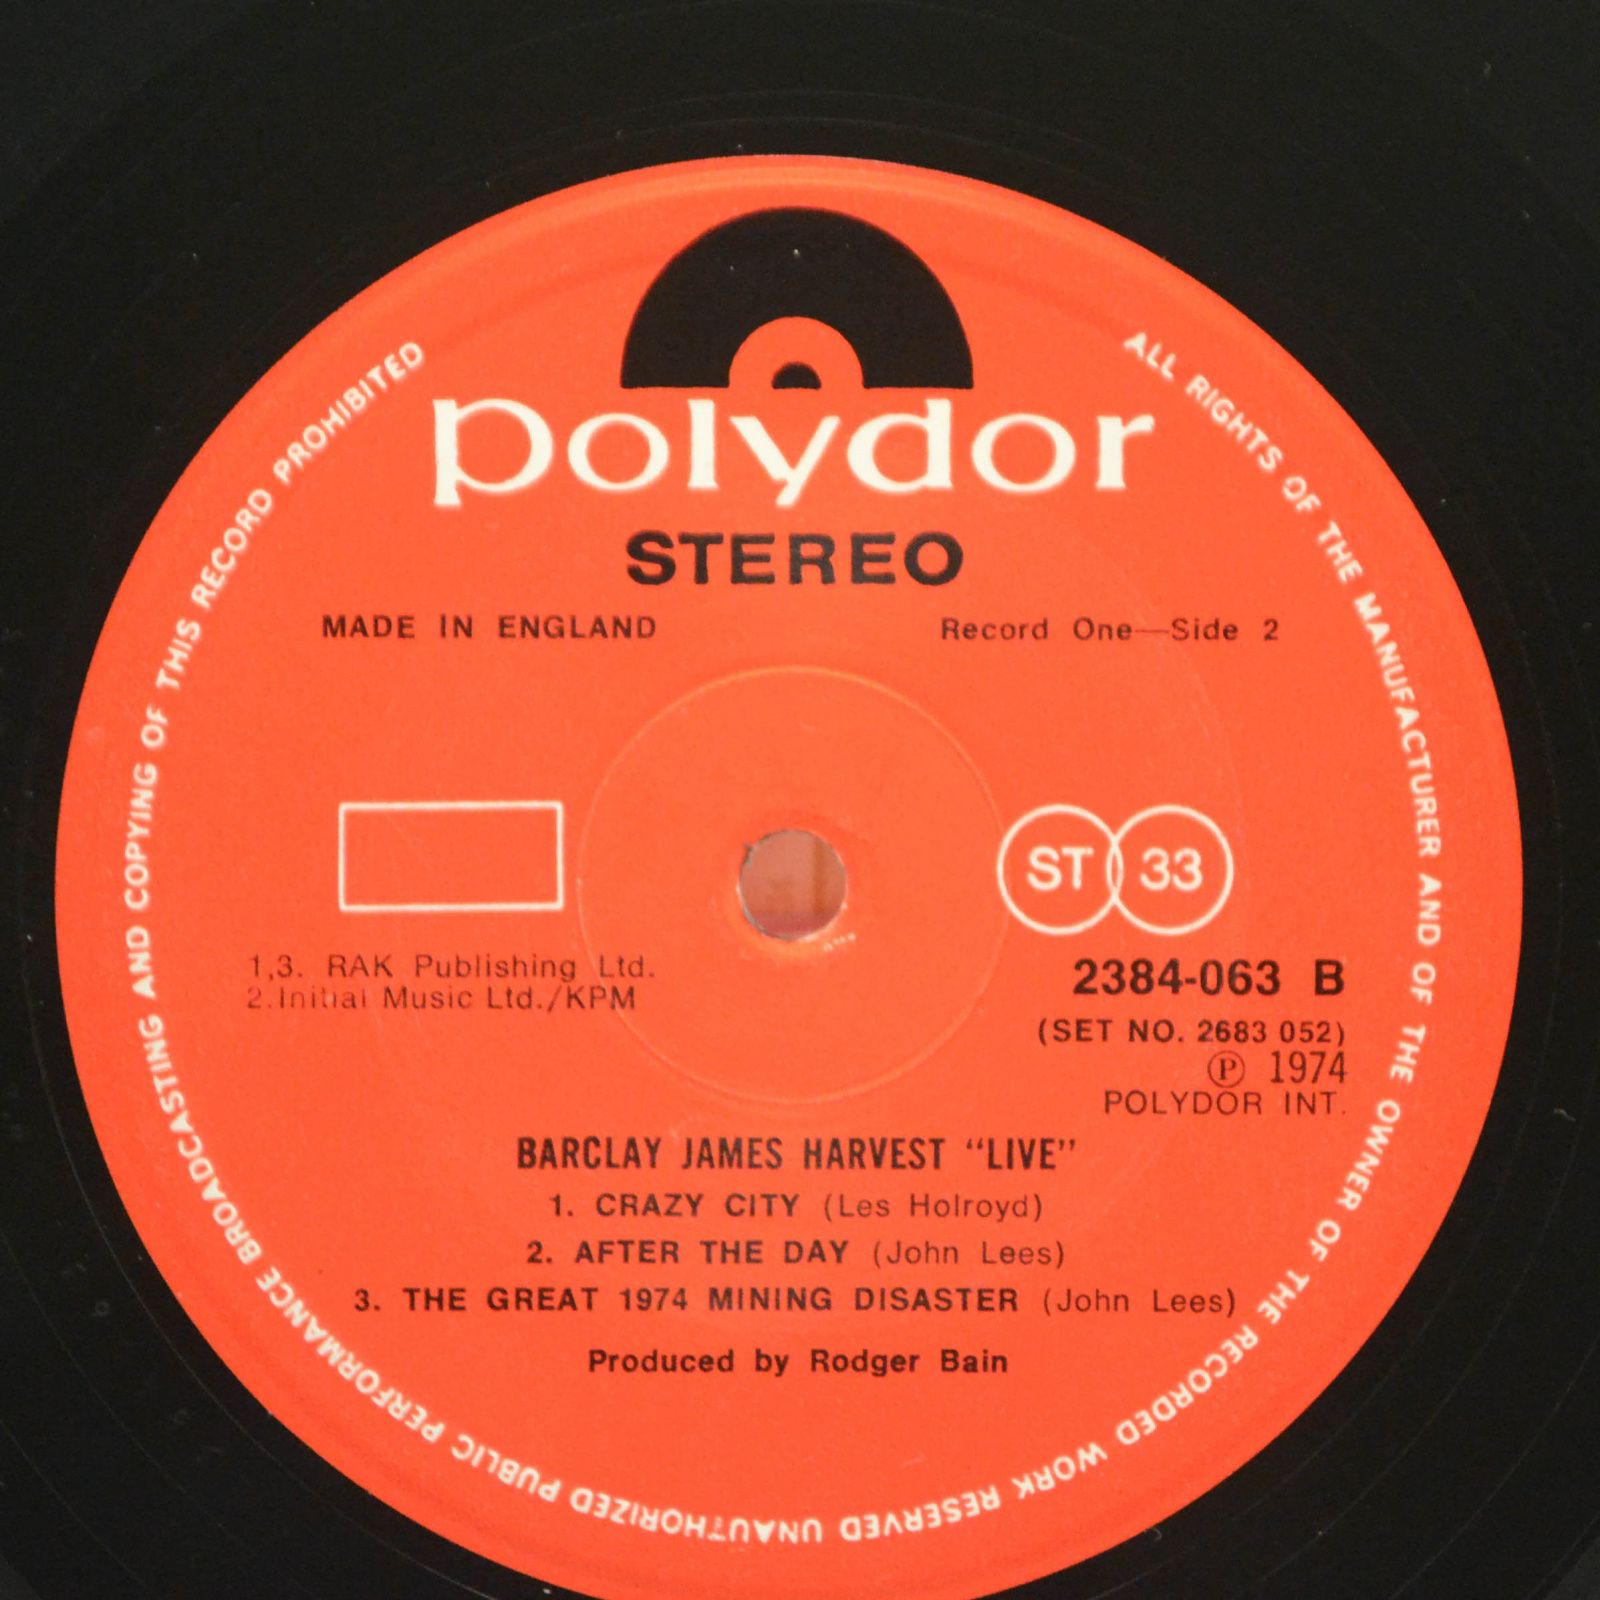 polydor
STEREO
MADE IN ENGLAND
Record One—Side 2
ST 33
1,3. RAK Publishing Ltd.
2.Initial Music Ltd./KPM
2384-063 B
(SET NO. 2683 052)
Ⓟ 1974
POLYDOR INT.
BARCLAY JAMES HARVEST "LIVE"
1. CRAZY CITY (Les Holroyd)
2. AFTER THE DAY (John Lees)
3. THE GREAT 1974 MINING DISASTER (John Lees)
Produced by Rodger Bain
ALL RIGHTS OF THE MANUFACTURER AND OF THE OWNER OF THE RECORDED WORK RESERVED UNAUTHORIZED PUBLIC PERFORMANCE BROADCASTING AND COPYING OF THIS RECORD PROHIBITED